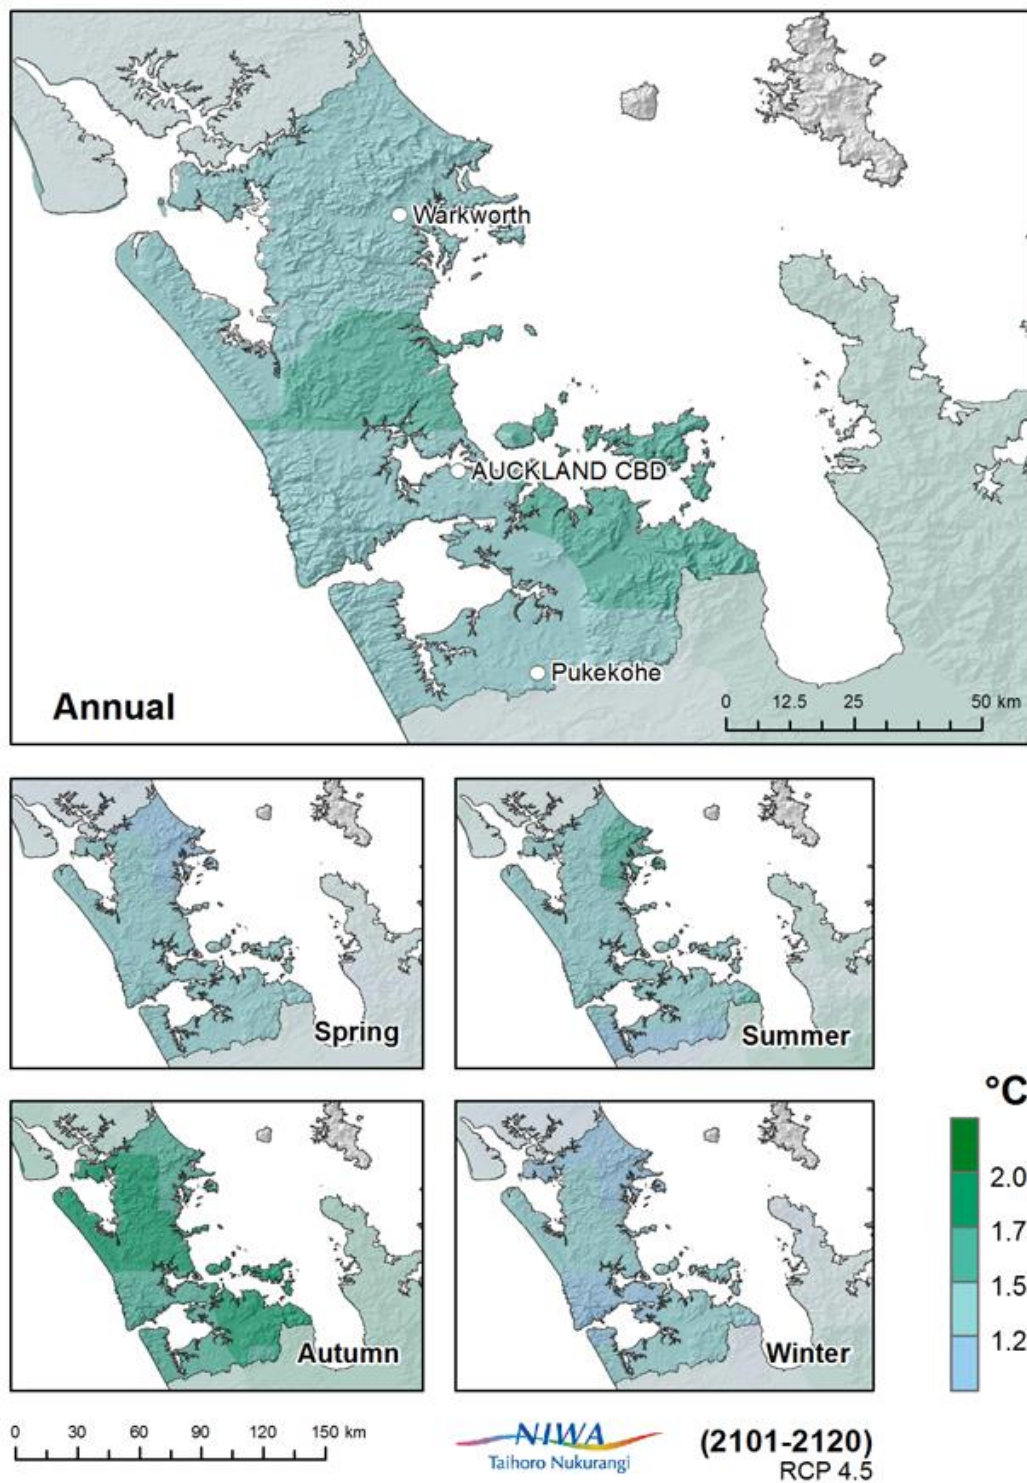 Warkworth
AUCKLAND CBD
Pukekohe
Annual
0 12.5 25 50 km
Spring
Summer
Autumn
Winter
°C
2.0
1.7
1.5
1.2
0 30 60 90 120 150 km
NIWA
Taihoro Nukurangi
(2101-2120)
RCP 4.5